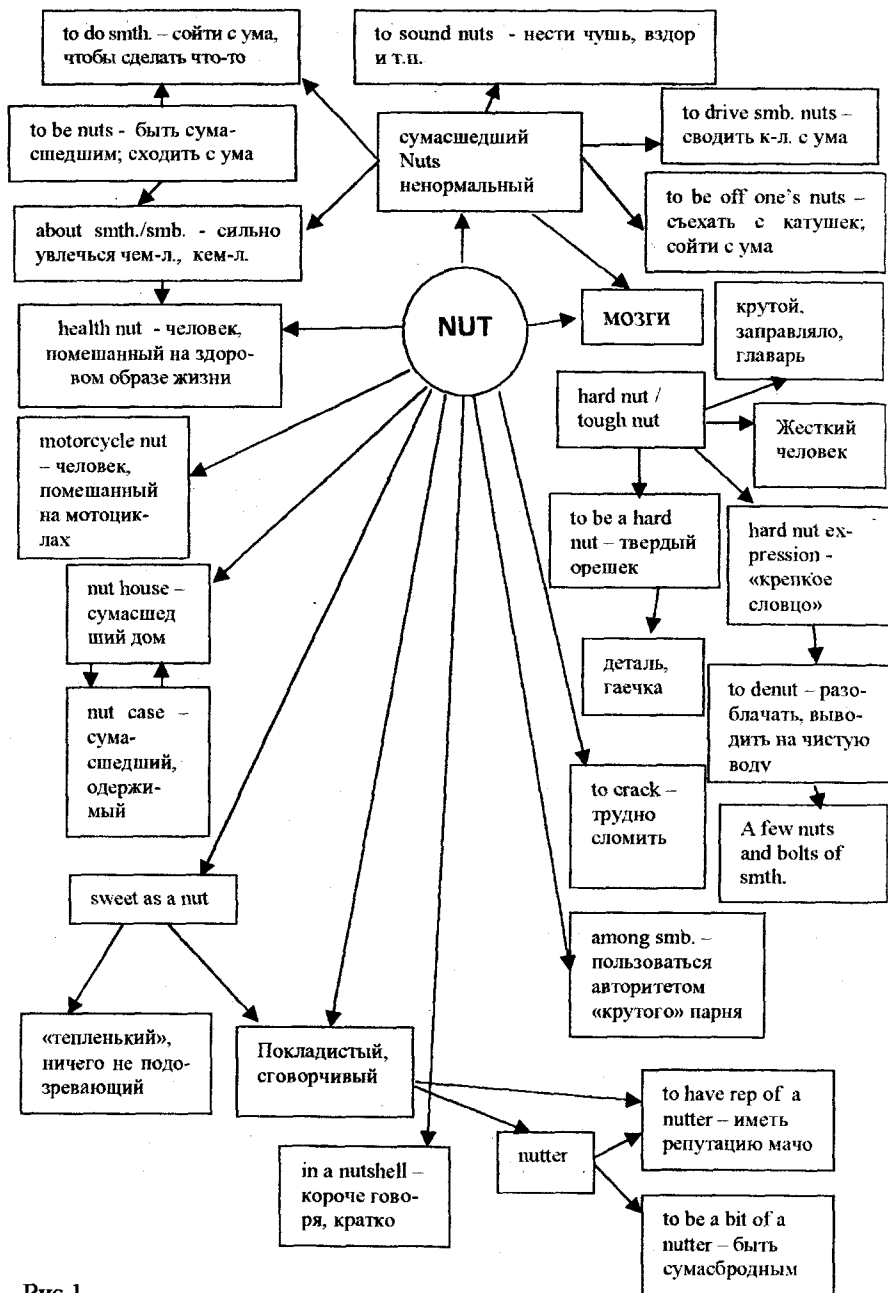 to do smth. – сойти с ума,
чтобы сделать что-то
to sound nuts - нести чушь, вздор
и т.п.
to be nuts - быть сума-
сшедшим; сходить с ума
сумасшедший
Nuts
ненормальный
to drive smb. nuts –
сводить к-л. с ума
to be off one's nuts –
съехать с катушек;
сойти с ума
about smth./smb. - сильно
увлечься чем-л., кем-л.
health nut - человек,
помешанный на здоро-
вом образе жизни
NUT
мозги
крутой,
заправляло,
главарь
hard nut /
tough nut
Жесткий
человек
motorcycle nut
– человек,
помешанный
на мотоцик-
лах
to be a hard
nut – твердый
орешек
hard nut ex-
pression -
«крепкое
словцо»
nut house –
сумасшед
ший дом
деталь,
гаечка
to denut – разо-
блачать, выво-
дить на чистую
воду
nut case –
сума-
сшедший,
одержи-
мый
to crack –
трудно
сломить
A few nuts
and bolts of
smth.
sweet as a nut
among smb. –
пользоваться
авторитетом
«крутого» парня
«тепленький»,
ничего не подо-
зревающий
Покладистый,
сговорчивый
to have rep of a
nutter – иметь
репутацию мачо
nutter
in a nutshell –
короче гово-
ря, кратко
to be a bit of a
nutter – быть
сумасбродным
Рис 1